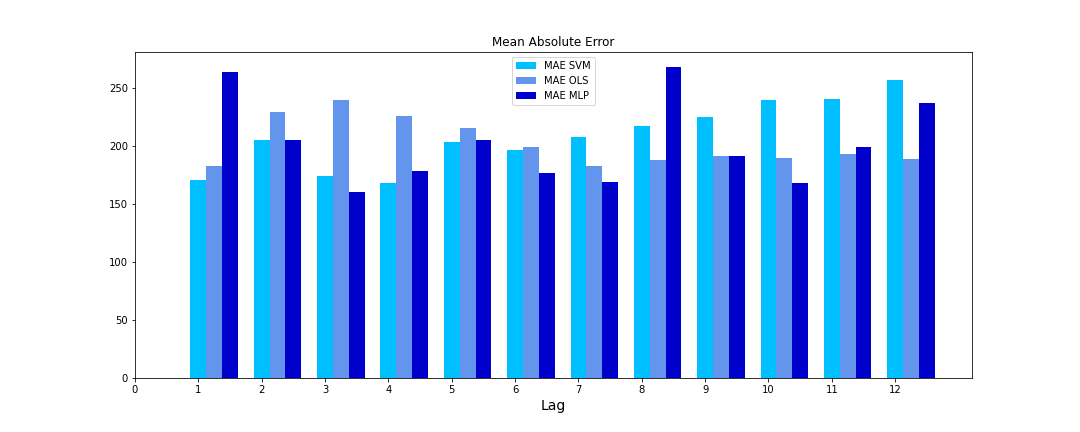 Mean Absolute Error
MAE SVM
MAE OLS
MAE MLP
250
200
150
100
50
0
0 1 2 3 4 5 6 7 8 9 10 11 12
Lag